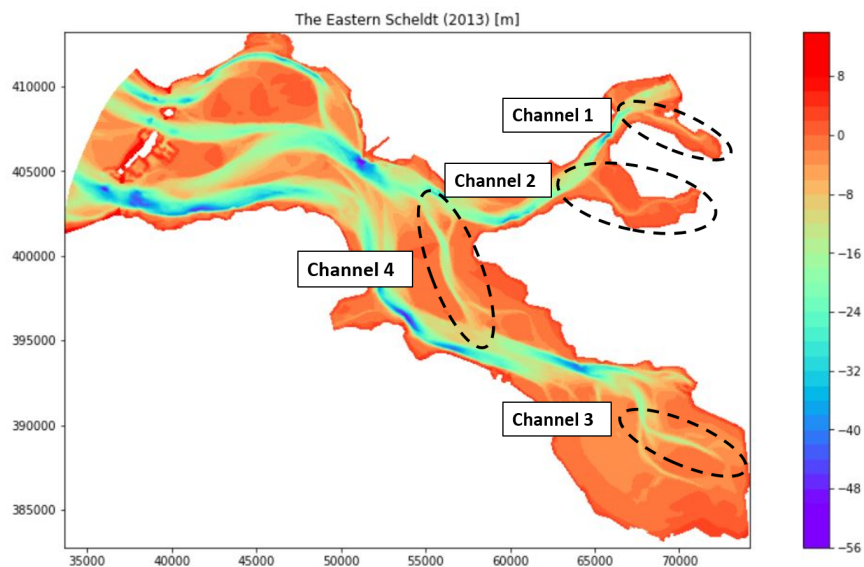 The Eastern Scheldt (2013) [m]
410000
405000
400000
395000
390000
385000
35000 40000 45000 50000 55000 60000 65000 70000
Channel 1
Channel 2
Channel 4
Channel 3
8
0
−8
−16
−24
−32
−40
−48
−56